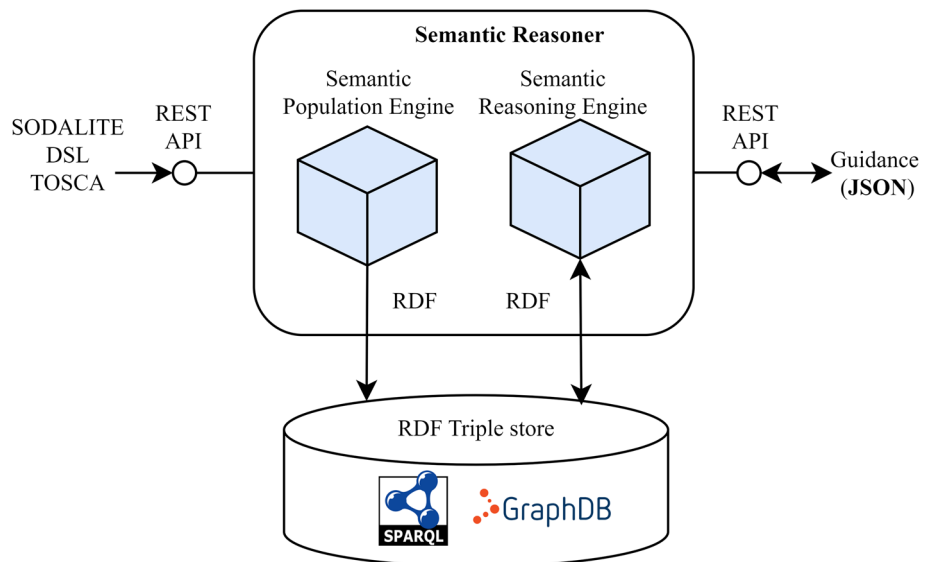 Semantic Reasoner
Semantic
Population Engine
Semantic
Reasoning Engine
SODALITE
DSL
TOSCA
REST
API
REST
API
Guidance
(JSON)
RDF
RDF
RDF Triple store
SPARQL
GraphDB